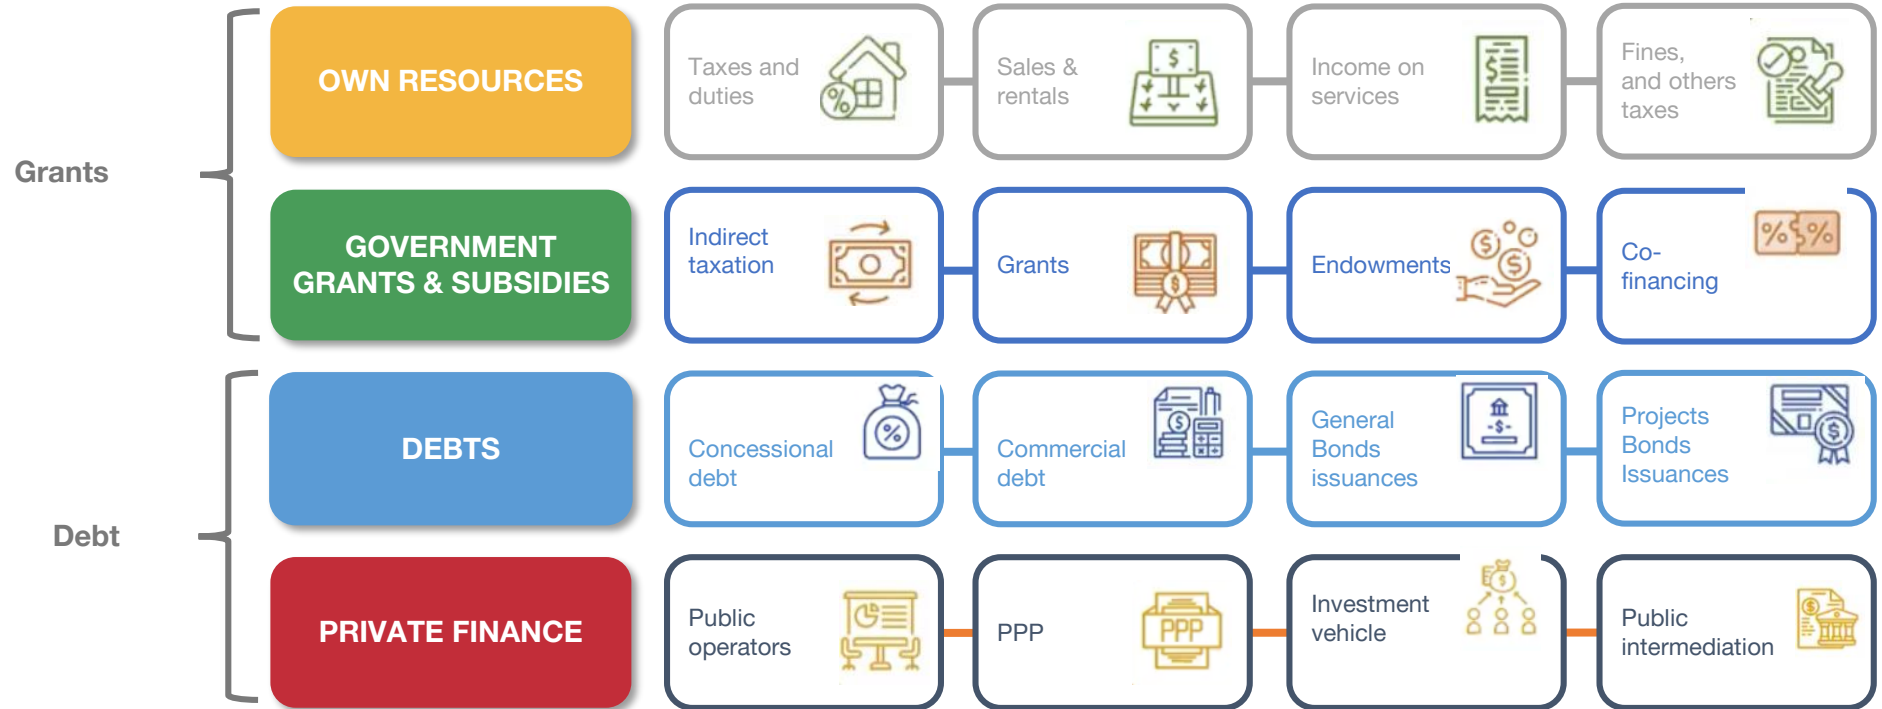 Grants
OWN RESOURCES
Taxes and
duties
Sales &
rentals
Income on
services
Fines,
and others
taxes
GOVERNMENT
GRANTS & SUBSIDIES
Indirect
taxation
Grants
Endowments
Co-
financing
Debt
DEBTS
Concessional
debt
Commercial
debt
General
Bonds
issuances
Projects
Bonds
Issuances
PRIVATE FINANCE
Public
operators
PPP
PPP
Investment
vehicle
Public
intermediation